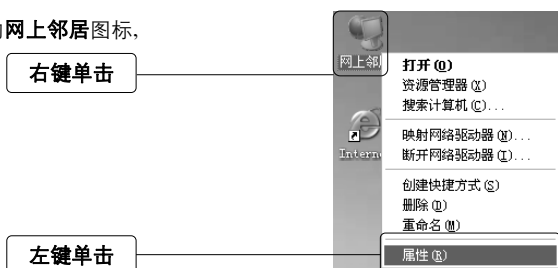 网上邻居图标,
右键单击
网上邻
打开(O)
资源管理器(X)
搜索计算机(C)...
Intern
映射网络驱动器(N)...
断开网络驱动器(I)...
创建快捷方式(S)
删除(D)
重命名(M)
左键单击
属性(R)